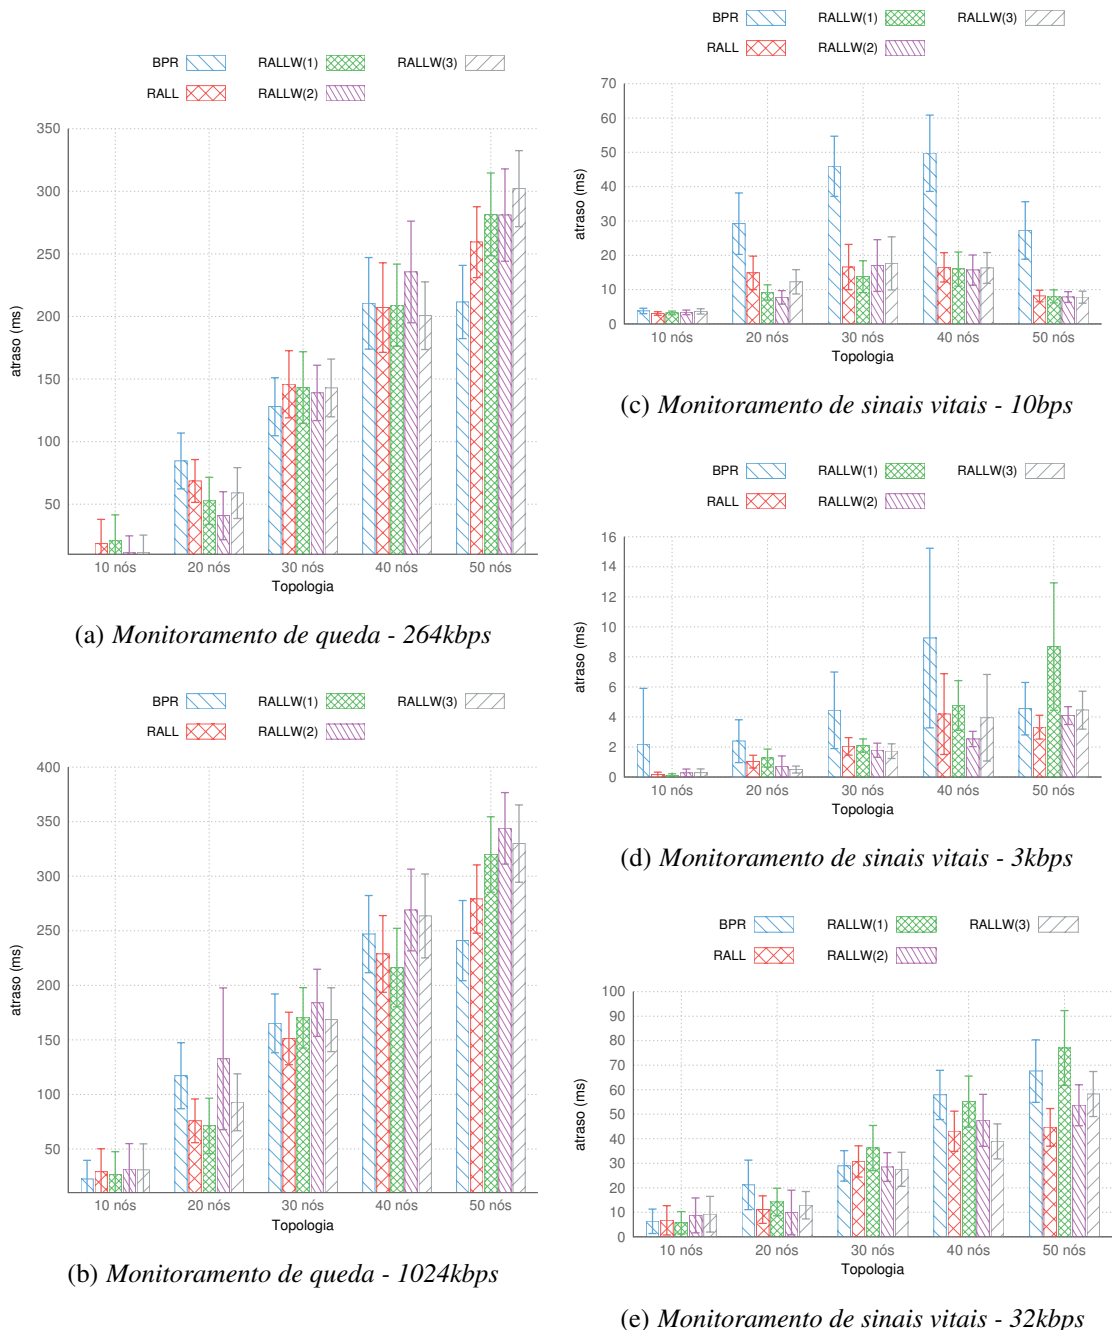 BPR RALLW(1) RALLW(3)
RALL RALLW(2)
350
300
250
200
150
100
50
atraso (ms)
10 nós 20 nós 30 nós 40 nós 50 nós
Topologia
(a) Monitoramento de queda - 264kbps
BPR RALLW(1) RALLW(3)
RALL RALLW(2)
400
350
300
250
200
150
100
50
atraso (ms)
10 nós 20 nós 30 nós 40 nós 50 nós
Topologia
(b) Monitoramento de queda - 1024kbps
BPR RALLW(1) RALLW(3)
RALL RALLW(2)
70
60
50
40
30
20
10
0
atraso (ms)
10 nós 20 nós 30 nós 40 nós 50 nós
Topologia
(c) Monitoramento de sinais vitais - 10bps
BPR RALLW(1) RALLW(3)
RALL RALLW(2)
16
14
12
10
8
6
4
2
0
atraso (ms)
10 nós 20 nós 30 nós 40 nós 50 nós
Topologia
(d) Monitoramento de sinais vitais - 3kbps
BPR RALLW(1) RALLW(3)
RALL RALLW(2)
100
90
80
70
60
50
40
30
20
10
0
atraso (ms)
10 nós 20 nós 30 nós 40 nós 50 nós
Topologia
(e) Monitoramento de sinais vitais - 32kbps